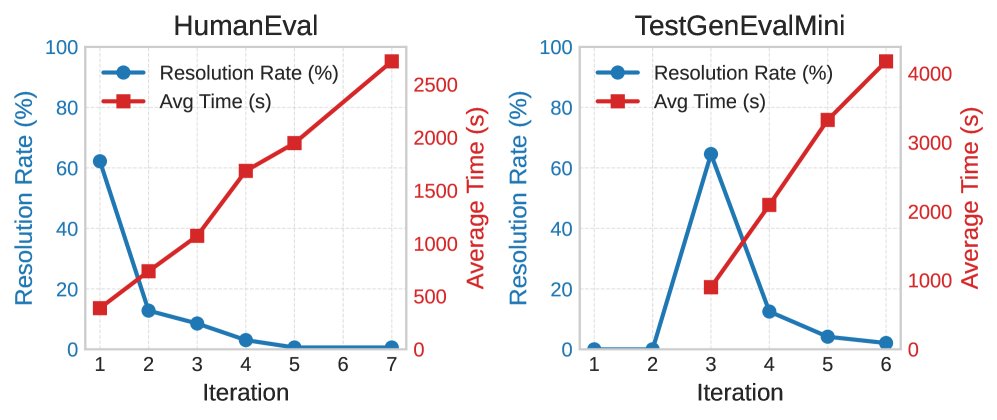 HumanEval
100
80
60
40
20
0
Resolution Rate (%)
Resolution Rate (%)
Avg Time (s)
2500
2000
1500
1000
500
0
Average Time (s)
1 2 3 4 5 6 7
Iteration
TestGenEvalMini
100
80
60
40
20
0
Resolution Rate (%)
Resolution Rate (%)
Avg Time (s)
4000
3000
2000
1000
0
Average Time (s)
1 2 3 4 5 6
Iteration